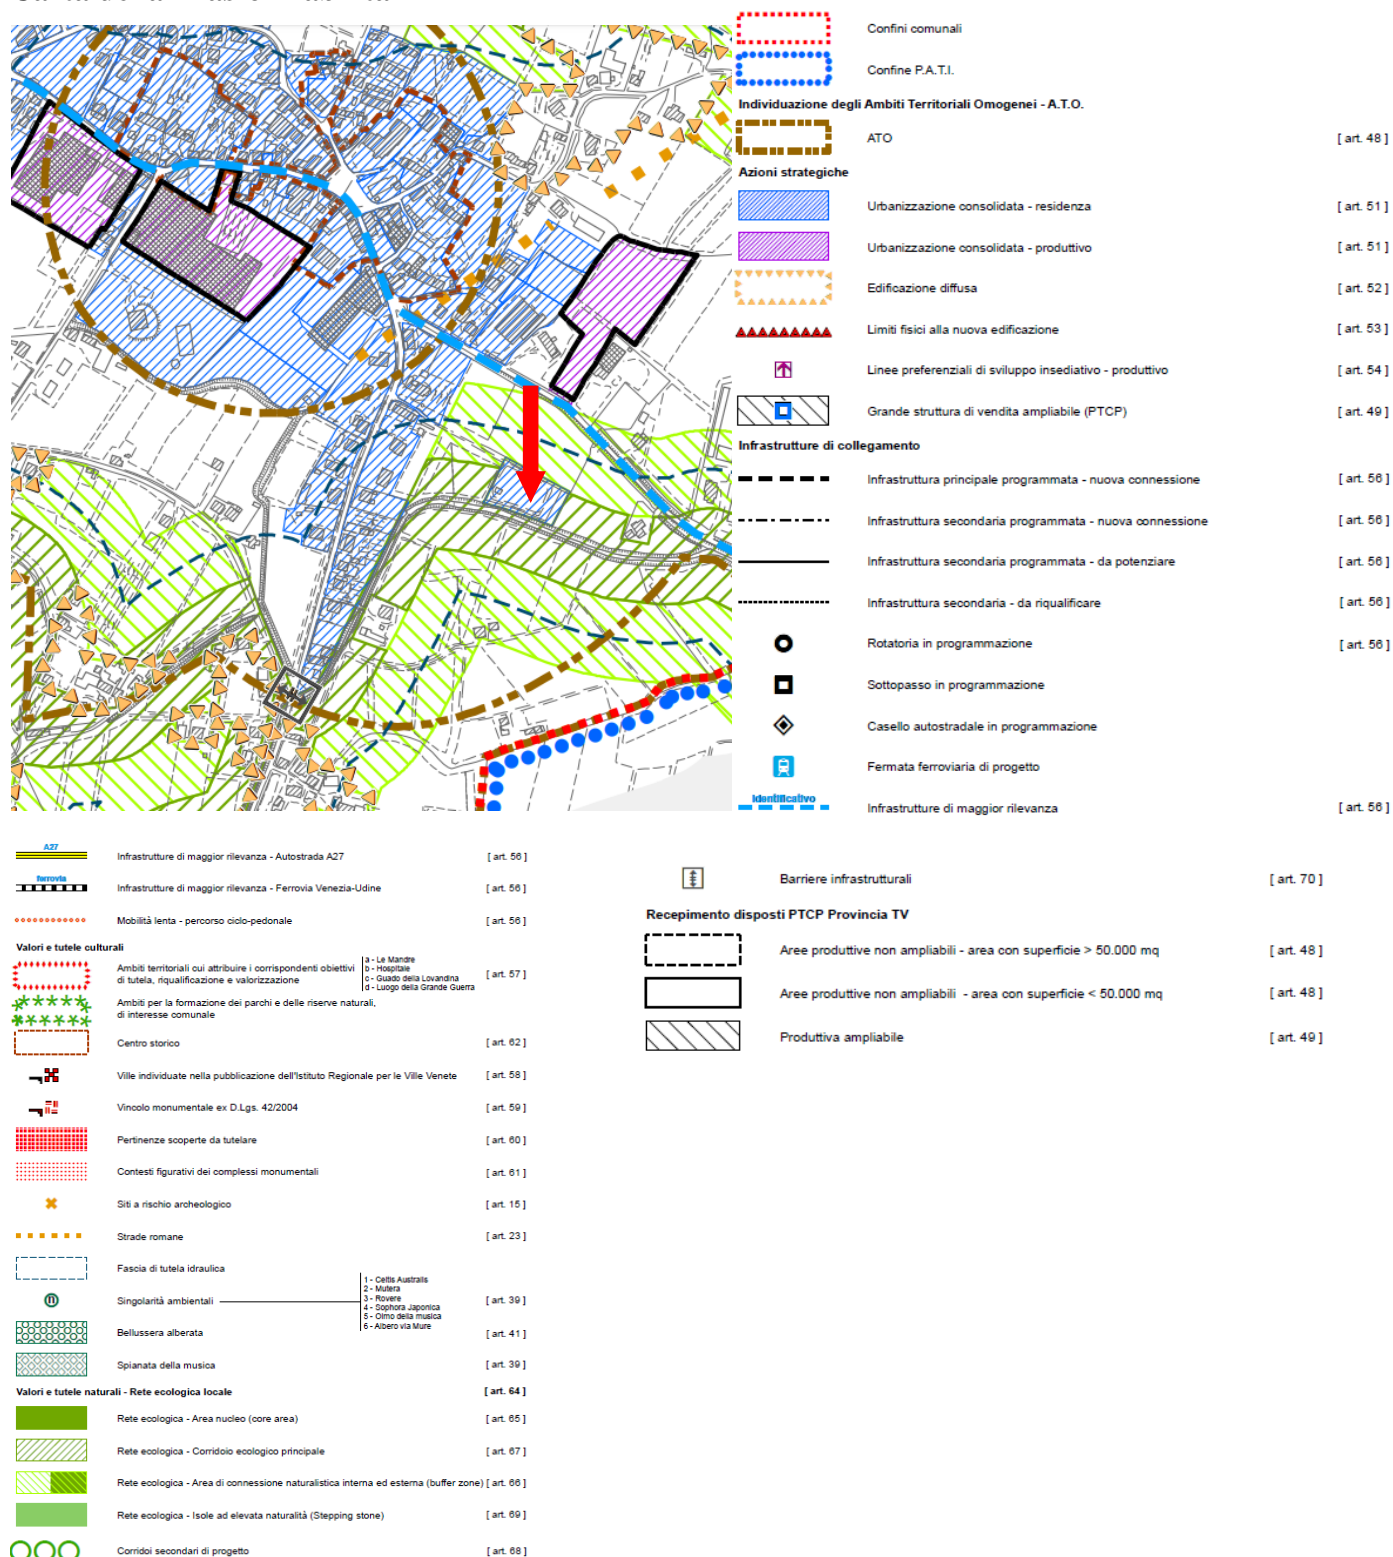 Confini comunali
Confine P.A.T.I.
Individuazione degli Ambiti Territoriali Omogenei - A.T.O.
ATO [ art. 48 ]
Azioni strategiche
Urbanizzazione consolidata - residenza [ art. 51 ]
Urbanizzazione consolidata - produttivo [ art. 51 ]
Edificazione diffusa [ art. 52 ]
Limiti fisici alla nuova edificazione [ art. 53 ]
Linee preferenziali di sviluppo insediativo - produttivo [ art. 54 ]
Grande struttura di vendita ampliabile (PTCP) [ art. 49 ]
Infrastrutture di collegamento
Infrastruttura principale programmata - nuova connessione [ art. 56 ]
Infrastruttura secondaria programmata - nuova connessione [ art. 56 ]
Infrastruttura secondaria programmata - da potenziare [ art. 56 ]
Infrastruttura secondaria - da riqualificare [ art. 56 ]
Rotatoria in programmazione [ art. 56 ]
Sottopasso in programmazione
Casello autostradale in programmazione
Fermata ferroviaria di progetto
identificativo
Infrastrutture di maggior rilevanza [ art. 56 ]
A27
Infrastrutture di maggior rilevanza - Autostrada A27 [ art. 56 ]
ferrovia
Infrastrutture di maggior rilevanza - Ferrovia Venezia-Udine [ art. 56 ]
Mobilità lenta - percorso ciclo-pedonale [ art. 56 ]
Valori e tutele culturali
Ambiti territoriali cui attribuire i corrispondenti obiettivi
di tutela, riqualificazione e valorizzazione
a - Le Mandre
b - Hospitale
c - Guado della Lovandina
d - Luogo della Grande Guerra
[ art. 57 ]
Ambiti per la formazione dei parchi e delle riserve naturali,
di interesse comunale
Centro storico [ art. 62 ]
Ville individuate nella pubblicazione dell'Istituto Regionale per le Ville Venete [ art. 58 ]
Vincolo monumentale ex D.Lgs. 42/2004 [ art. 59 ]
Pertinenze scoperte da tutelare [ art. 60 ]
Contesti figurativi dei complessi monumentali [ art. 61 ]
Siti a rischio archeologico [ art. 15 ]
Strade romane [ art. 23 ]
Fascia di tutela idraulica
n Singolarità ambientali
1 - Celtis Australis
2 - Mutera
3 - Rovere
4 - Sophora Japonica
5 - Olmo della musica
6 - Albero via Mure
[ art. 39 ]
Bellussera alberata [ art. 41 ]
Spianata della musica [ art. 39 ]
Valori e tutele naturali - Rete ecologica locale [ art. 64 ]
Rete ecologica - Area nucleo (core area) [ art. 65 ]
Rete ecologica - Corridoio ecologico principale [ art. 67 ]
Rete ecologica - Area di connessione naturalistica interna ed esterna (buffer zone) [ art. 66 ]
Rete ecologica - Isole ad elevata naturalità (Stepping stone) [ art. 69 ]
Corridoi secondari di progetto [ art. 68 ]
Barriere infrastrutturali [ art. 70 ]
Recepimento disposti PTCP Provincia TV
Aree produttive non ampliabili - area con superficie > 50.000 mq [ art. 48 ]
Aree produttive non ampliabili - area con superficie < 50.000 mq [ art. 48 ]
Produttiva ampliabile [ art. 49 ]